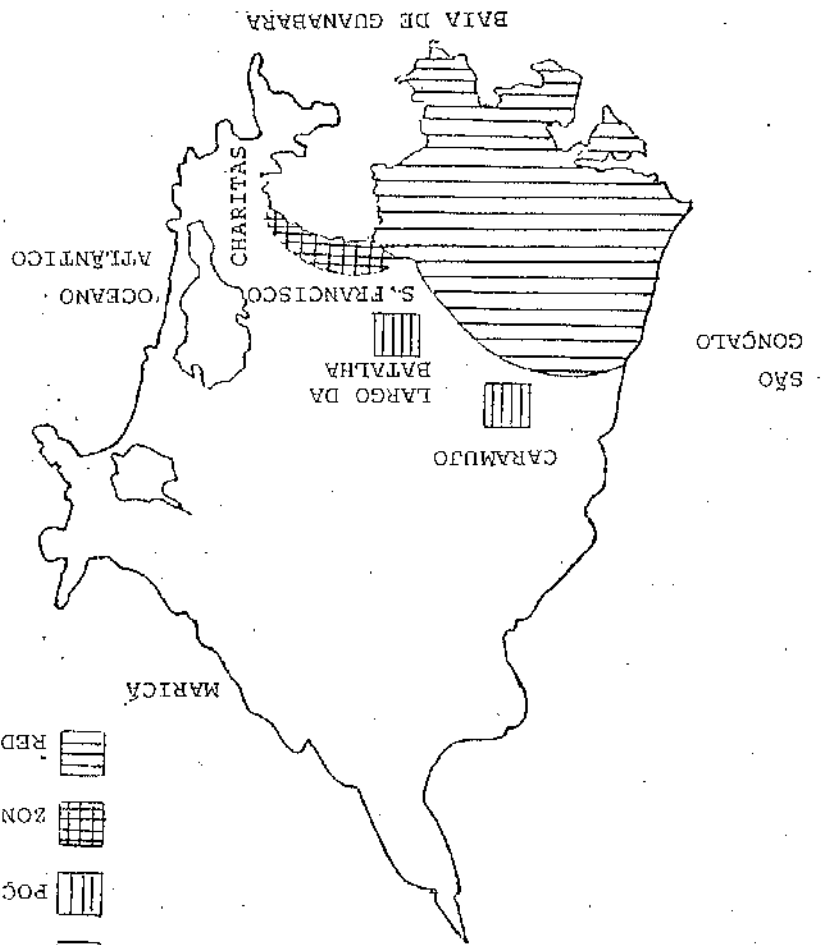 POÇ
ZON
RED
MARICÁ
CARAMUJO
LARGO DA
BATALHA
SÃO
GONÇALO
S. FRANCISCO
OCEANO
ATLÂNTICO
CHARITAS
BAIA DE GUANABARA